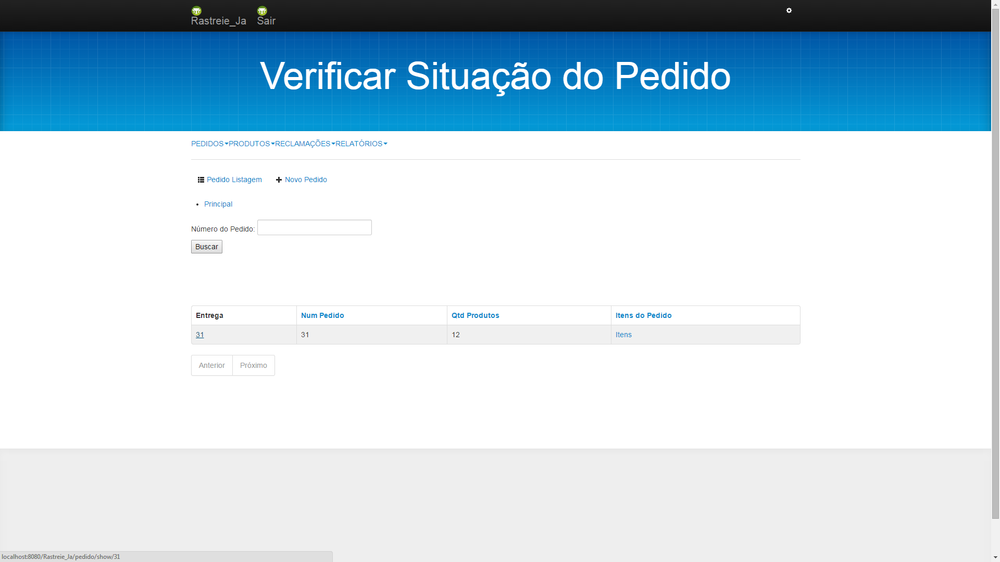 Rastreie_Ja Sair
Verificar Situação do Pedido
PEDIDOS PRODUTOS RECLAMAÇÕES RELATÓRIOS
Pedido Listagem Novo Pedido
Principal
Número do Pedido:
Buscar
Entrega Num Pedido Qtd Produtos Itens do Pedido
31 31 12 Itens
Anterior Próximo
localhost:8080/Rastreie_Ja/pedido/show/31